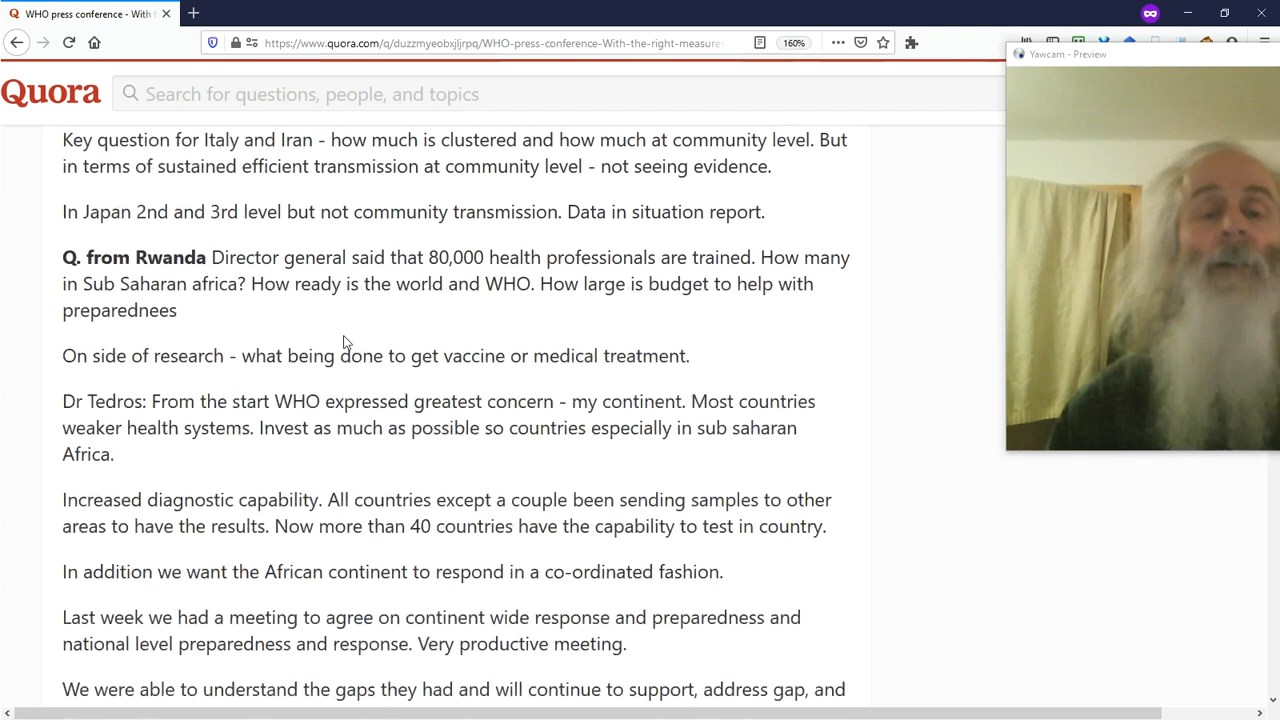 WHO press conference - With t
https://www.quora.com/q/duzzmyeobxjljrpq/WHO-press-conference-With-the-right-measure
160%
Yawcam - Preview
Quora
Search for questions, people, and topics
Key question for Italy and Iran - how much is clustered and how much at community level. But
in terms of sustained efficient transmission at community level - not seeing evidence.
In Japan 2nd and 3rd level but not community transmission. Data in situation report.
Q. from Rwanda Director general said that 80,000 health professionals are trained. How many
in Sub Saharan africa? How ready is the world and WHO. How large is budget to help with
preparednees
On side of research - what being done to get vaccine or medical treatment.
Dr Tedros: From the start WHO expressed greatest concern - my continent. Most countries
weaker health systems. Invest as much as possible so countries especially in sub saharan
Africa.
Increased diagnostic capability. All countries except a couple been sending samples to other
areas to have the results. Now more than 40 countries have the capability to test in country.
In addition we want the African continent to respond in a co-ordinated fashion.
Last week we had a meeting to agree on continent wide response and preparedness and
national level preparedness and response. Very productive meeting.
We were able to understand the gaps they had and will continue to support, address gap, and